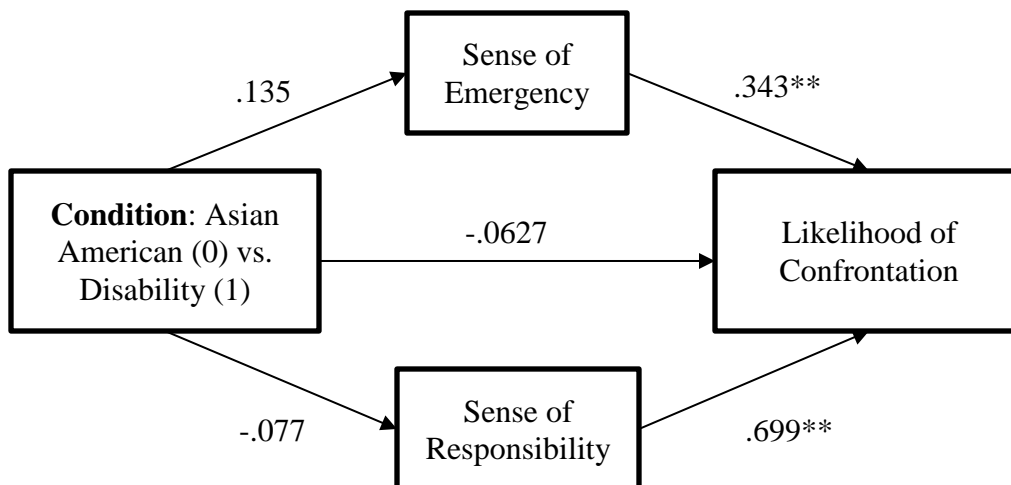 Sense of
Emergency
.135
.343**
Condition: Asian
American (0) vs.
Disability (1)
-.0627
Likelihood of
Confrontation
-.077
Sense of
Responsibility
.699**